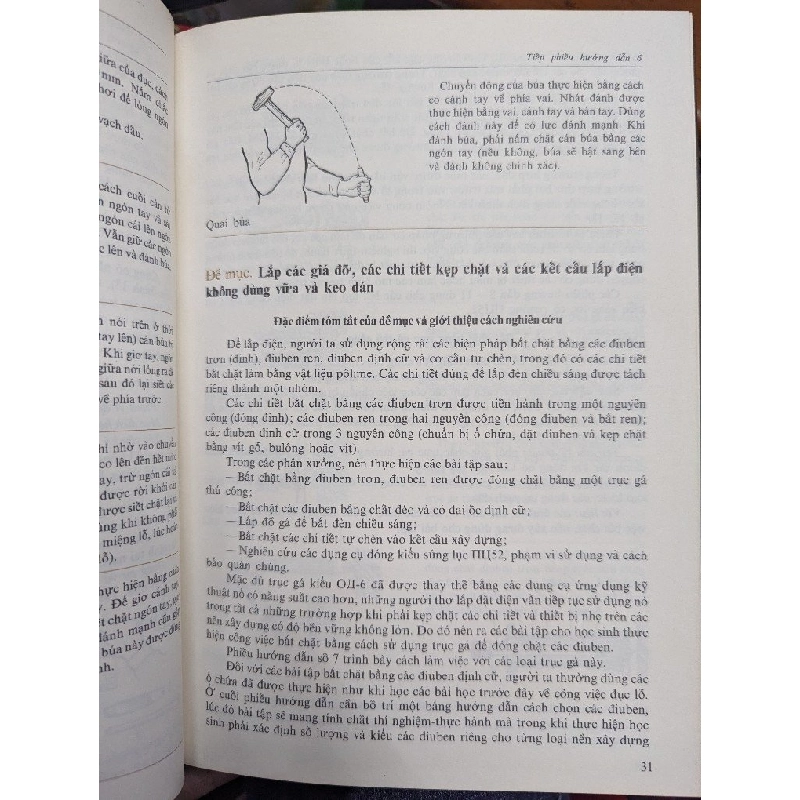 Tiếp phiếu hướng dẫn 6
Chuyển động của búa thực hiện bằng cách
co cánh tay về phía vai. Nhát đánh được
thực hiện bằng vai, cánh tay và bàn tay. Dùng
cách đánh này để có lực đánh mạnh. Khi
đánh búa, phải nắm chặt cán búa bằng các
ngón tay (nếu không, búa sẽ hất sang bên
và đánh không chính xác).
Quai búa
Đề mục. Lắp các giá đỡ, các chi tiết kẹp chặt và các kết cấu lắp điện
không dùng vữa và keo dán
Đặc điểm tóm tắt của đề mục và giới thiệu cách nghiên cứu
Để lắp điện, người ta sử dụng rộng rãi các biện pháp bắt chặt bằng các điuben
trơn (đinh), điuben ren, điuben định cữ và cơ cấu tự chèn, trong đó có các chi tiết
bắt chặt làm bằng vật liệu pôlime. Các chi tiết dùng để lắp đèn chiếu sáng được tách
riêng thành một nhóm.
Các chi tiết bắt chặt bằng các điuben trơn được tiến hành trong một nguyên
công (đóng đinh); các điuben ren trong hai nguyên công (đóng điuben và bắt ren);
các điuben định cữ trong 3 nguyên công (chuẩn bị ổ chứa, đặt điuben và kẹp chặt
bằng vít gỗ, bulông hoặc vít).
Trong các phân xưởng, nên thực hiện các bài tập sau:
— Bắt chặt bằng điuben trơn, điuben ren được đóng chặt bằng một trục gá
thủ công;
— Bắt chặt các điuben bằng chất dẻo và có đai ốc định cữ;
— Lắp đồ gá để bắt đèn chiếu sáng;
— Bắt chặt các chi tiết tự chèn vào kết cấu xây dựng;
— Nghiên cứu các dụng cụ đóng kiểu súng lục ПЦ52, phạm vi sử dụng và cách
bảo quản chúng.
Mặc dù trục gá kiểu ОД-6 đã được thay thế bằng các dụng cụ ứng dụng kỹ
thuật nổ có năng suất cao hơn, những người thợ lắp đặt điện vẫn tiếp tục sử dụng nó
trong tất cả những trường hợp khi phải kẹp chặt các chi tiết và thiết bị nhẹ trên các
nền xây dựng có độ bền vững không lớn. Do đó nên ra các bài tập cho học sinh thực
hiện công việc bắt chặt bằng cách sử dụng trục gá để đóng chặt các điuben.
Phiếu hướng dẫn số 7 trình bày cách làm việc với các loại trục gá này.
Đối với các bài tập bắt chặt bằng các điuben định cữ, người ta thường dùng các
ổ chứa đã được thực hiện như khi học các bài học trước đây về công việc đục lỗ.
Ở cuối phiếu hướng dẫn cần bố trí một bảng hướng dẫn cách chọn các điuben,
lúc đó bài tập sẽ mang tính chất thí nghiệm-thực hành mà trong khi thực hiện học
sinh phải xác định số lượng và kiểu các điuben riêng cho từng loại nền xây dựng
31